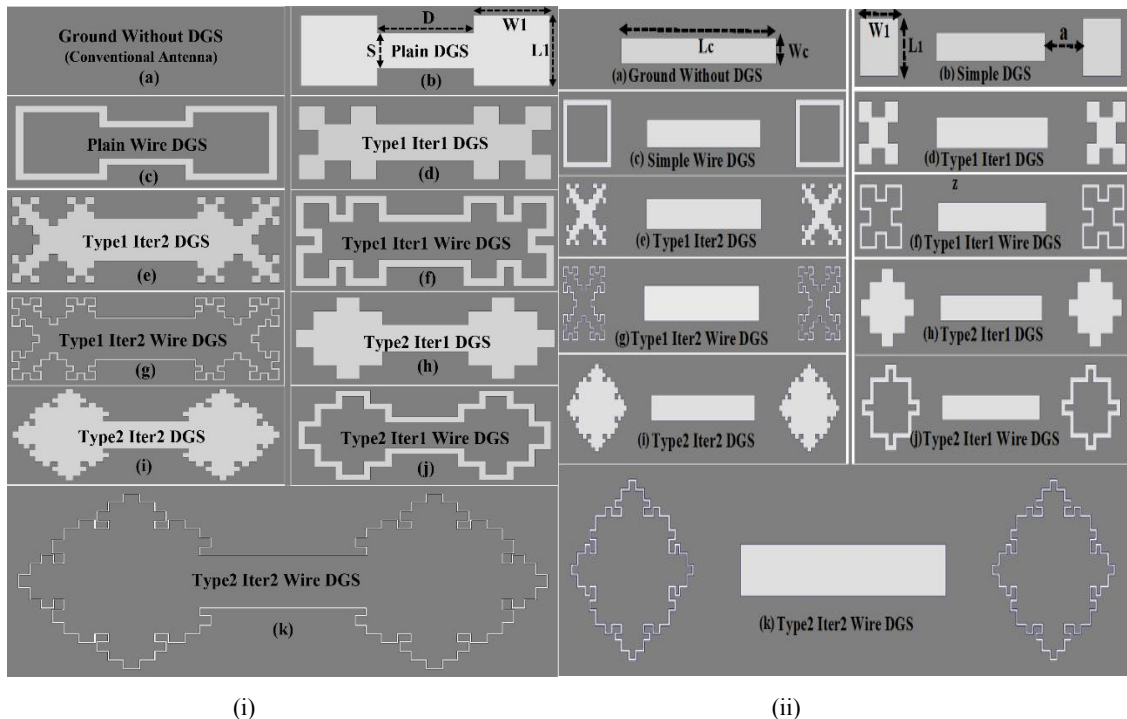 Ground Without DGS
(Conventional Antenna)
(a)
D
W1
S
Plain DGS
L1
(b)
Plain Wire DGS
(c)
Type1 Iter1 DGS
(d)
Type1 Iter2 DGS
(e)
Type1 Iter1 Wire DGS
(f)
Type1 Iter2 Wire DGS
(g)
Type2 Iter1 DGS
(h)
Type2 Iter2 DGS
(i)
Type2 Iter1 Wire DGS
(j)
Type2 Iter2 Wire DGS
(k)
(i)
Lc
Wc
(a) Ground Without DGS
W1
L1
a
(b) Simple DGS
(c) Simple Wire DGS
(d) Type1 Iter1 DGS
(e) Type1 Iter2 DGS
z
(f) Type1 Iter1 Wire DGS
(g) Type1 Iter2 Wire DGS
(h) Type2 Iter1 DGS
(i) Type2 Iter2 DGS
(j) Type2 Iter1 Wire DGS
(k) Type2 Iter2 Wire DGS
(ii)